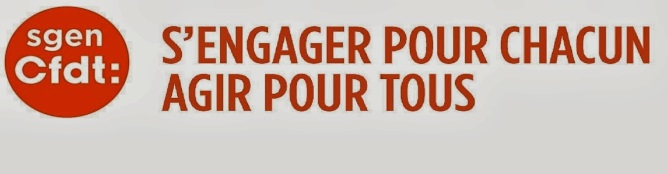 sgen
Cfdt:
S'ENGAGER POUR CHACUN
AGIR POUR TOUS